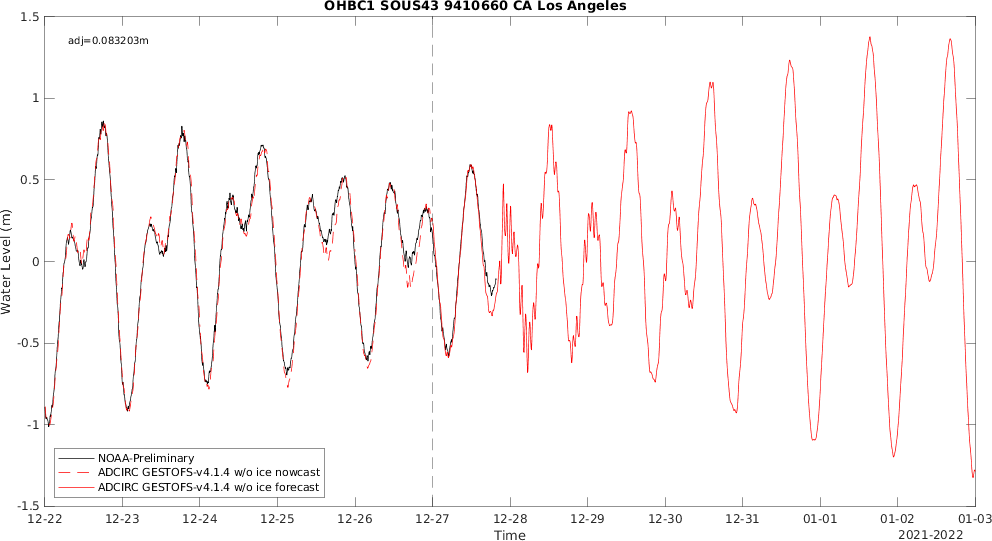 OHBC1 SOUS43 9410660 CA Los Angeles
adj=0.083203m
1.5
1
0.5
0
-0.5
-1
-1.5
Water Level (m)
NOAA-Preliminary
ADCIRC GESTOFS-v4.1.4 w/o ice nowcast
ADCIRC GESTOFS-v4.1.4 w/o ice forecast
12-22 12-23 12-24 12-25 12-26 12-27 12-28 12-29 12-30 12-31 01-01 01-02 01-03
Time
2021-2022